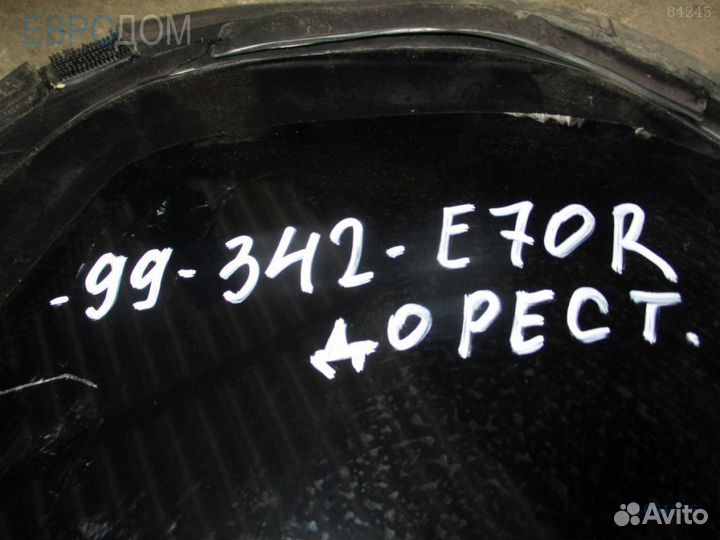 ЕВРОДОМ
84245
-99-342-E70R
ДОРЕСТ.
Avito